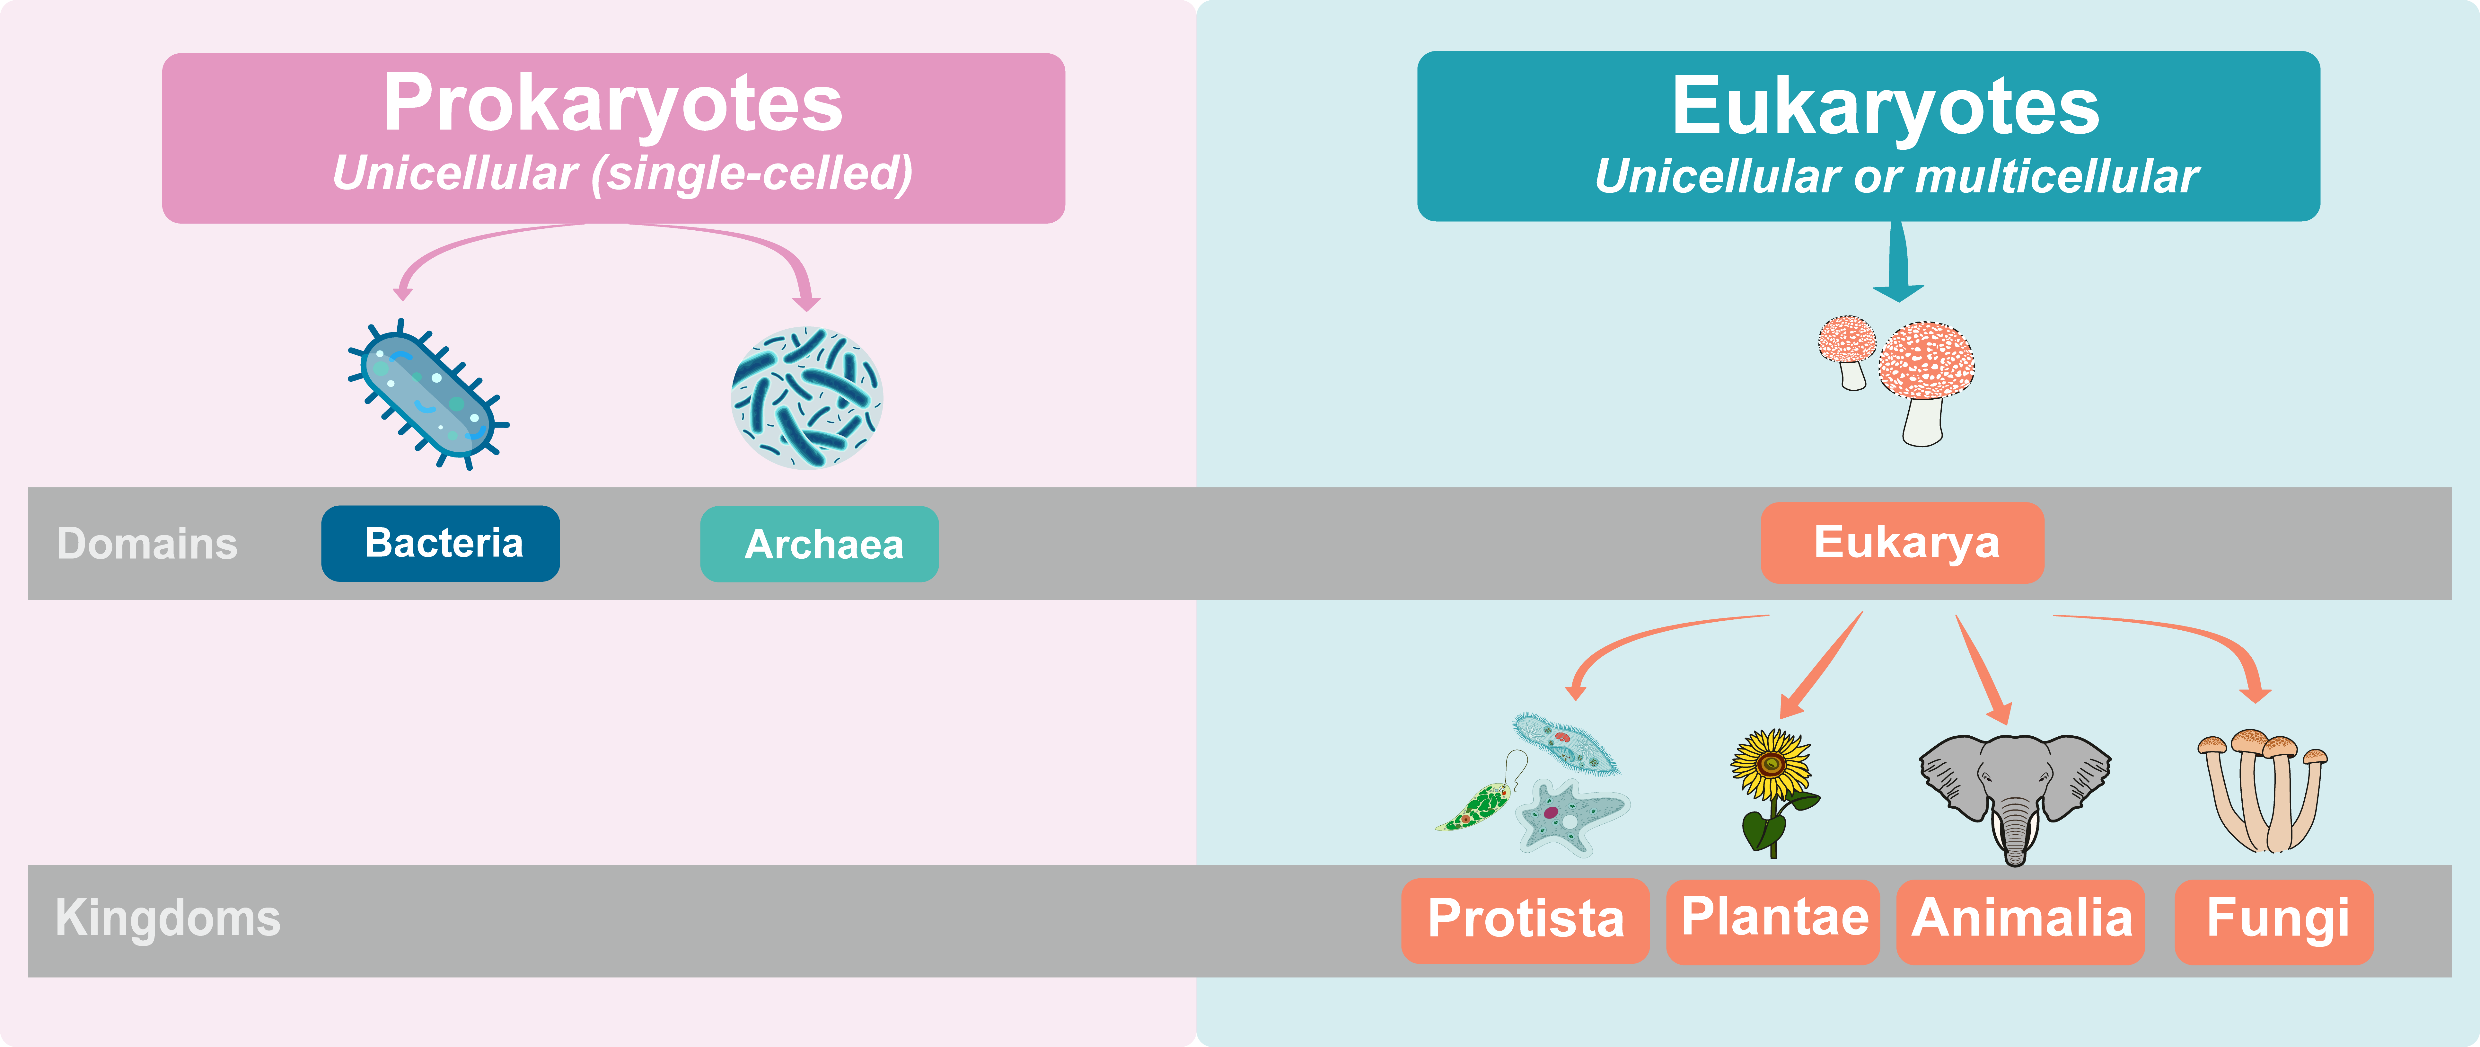 Prokaryotes
Unicellular (single-celled)
Eukaryotes
Unicellular or multicellular
Domains
Bacteria
Archaea
Eukarya
Kingdoms
Protista
Plantae
Animalia
Fungi